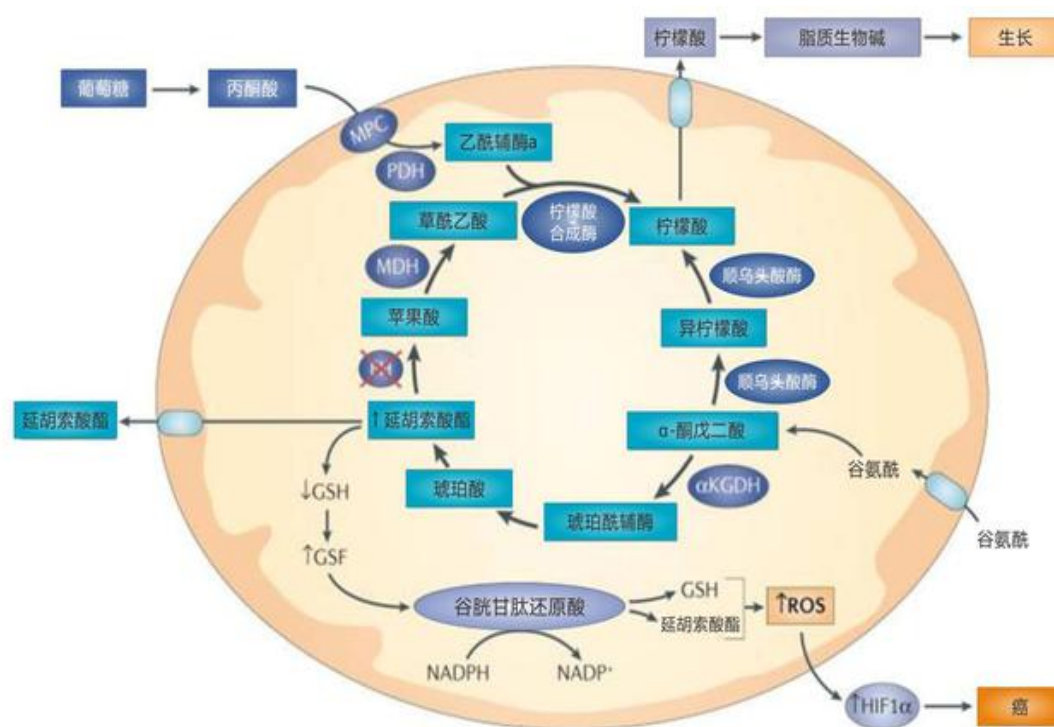 柠檬酸
脂质生物碱
生长
葡萄糖
丙酮酸
MPC
PDH
乙酰辅酶a
草酰乙酸
柠檬酸
合成酶
柠檬酸
MDH
顺乌头酸酶
苹果酸
异柠檬酸
顺乌头酸酶
延胡索酸酯
↑延胡索酸酯
α-酮戊二酸
谷氨酰
αKGDH
↓GSH
琥珀酸
琥珀酰辅酶
谷氨酰
↑GSF
谷胱甘肽还原酸
GSH
延胡索酸酯
↑ROS
NADPH
NADP⁺
↑HIF1α
癌